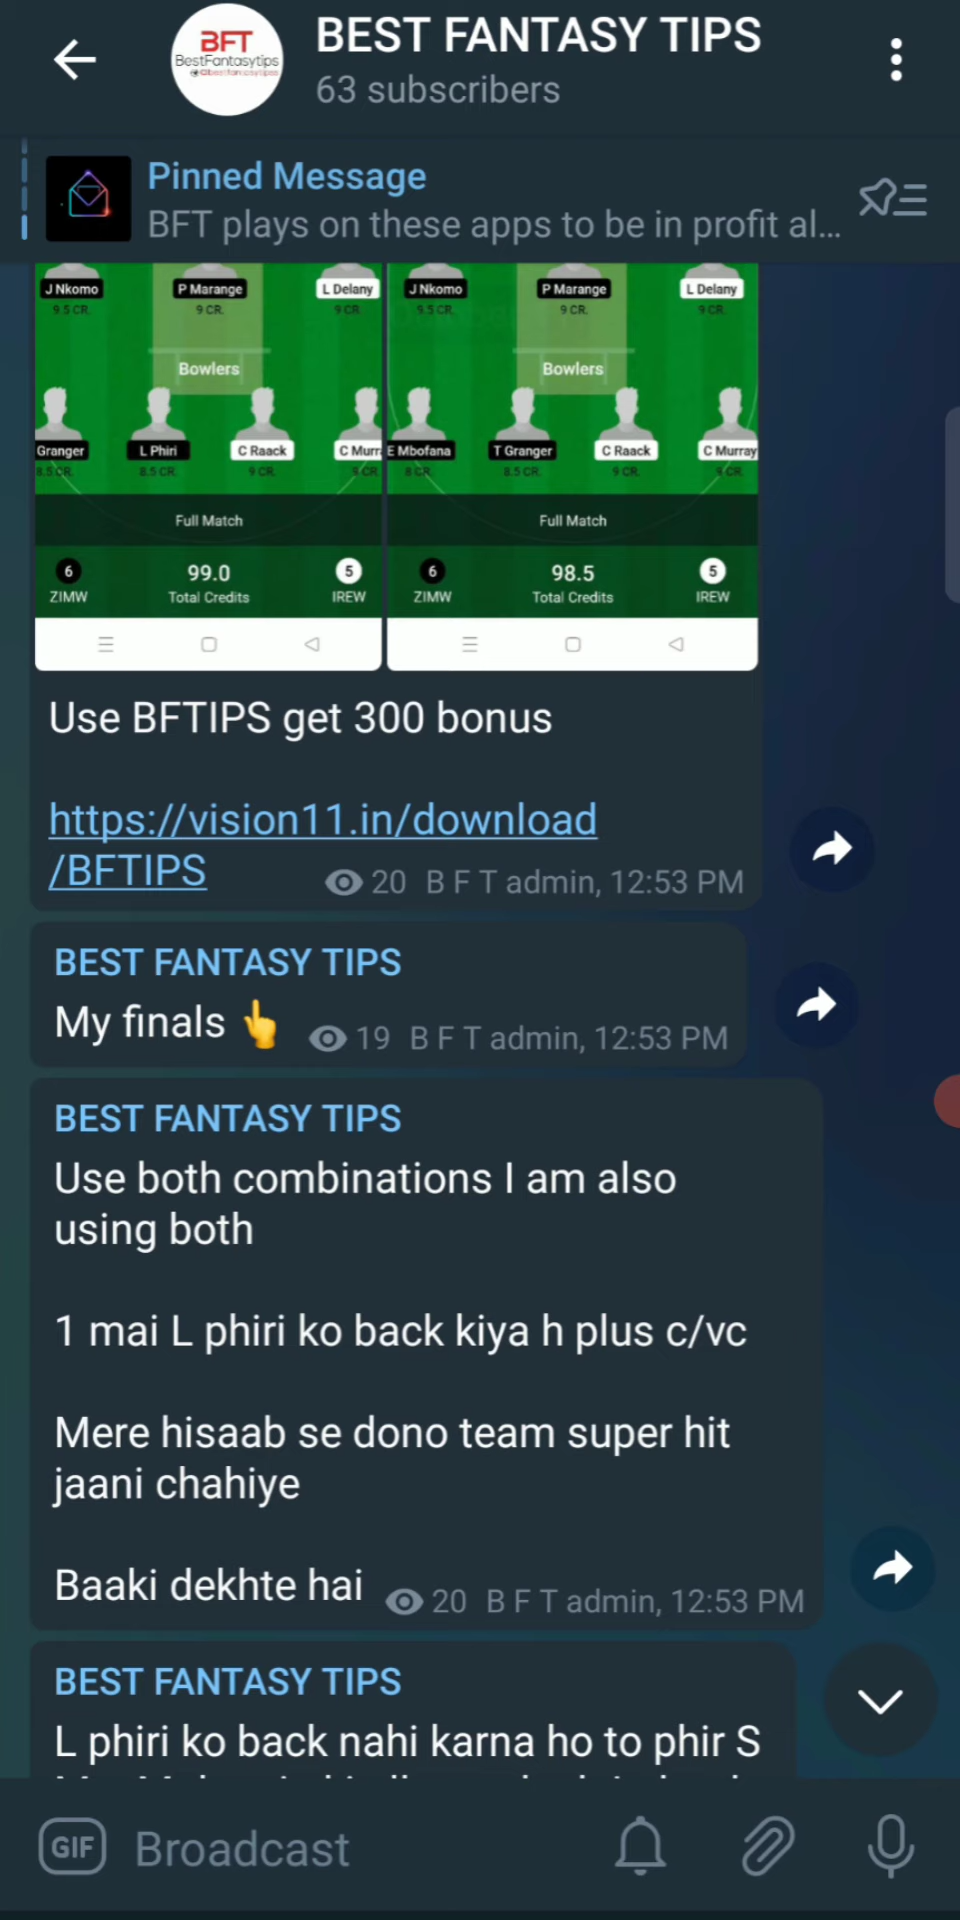 BFT
BestFantasytips
BEST FANTASY TIPS
63 subscribers
Pinned Message
BFT plays on these apps to be in profit al...
J Nkomo P Marange L Delany J Nkomo P Marange L Delany
9.5 CR. 9 CR. 9 CR. 9.5 CR. 9 CR. 9 CR.
Bowlers Bowlers
Granger L Phiri C Raack C Murr E Mbofana T Granger C Raack C Murray
8.5 CR. 8.5 CR. 9 CR. 9 CR 8 CR. 8.5 CR. 9 CR. 9 CR.
Full Match Full Match
6 99.0 5 6 98.5 5
ZIMW Total Credits IREW ZIMW Total Credits IREW
Use BFTIPS get 300 bonus
https://vision11.in/download
/BFTIPS 20 B F T admin, 12:53 PM
BEST FANTASY TIPS
My finals 👆 19 B F T admin, 12:53 PM
BEST FANTASY TIPS
Use both combinations I am also
using both
1 mai L phiri ko back kiya h plus c/vc
Mere hisaab se dono team super hit
jaani chahiye
Baaki dekhte hai 20 B F T admin, 12:53 PM
BEST FANTASY TIPS
L phiri ko back nahi karna ho to phir S
GIF Broadcast